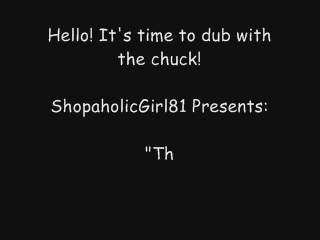 Hello! It's time to dub with
the chuck!
ShopaholicGirl81 Presents:
"Th